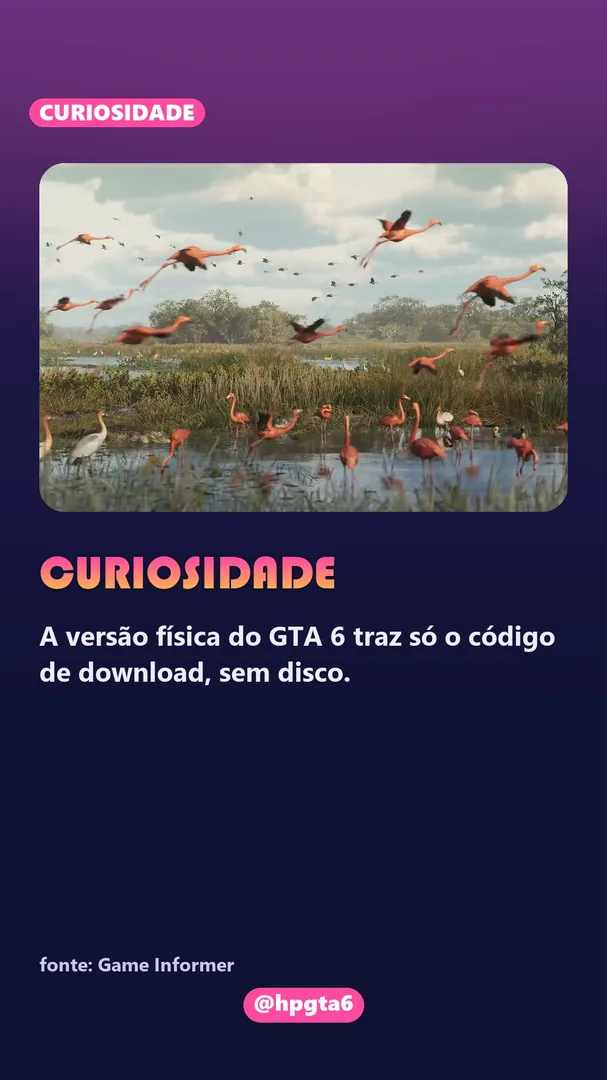 CURIOSIDADE
CURIOSIDADE
A versão física do GTA 6 traz só o código
de download, sem disco.
fonte: Game Informer
@hpgta6